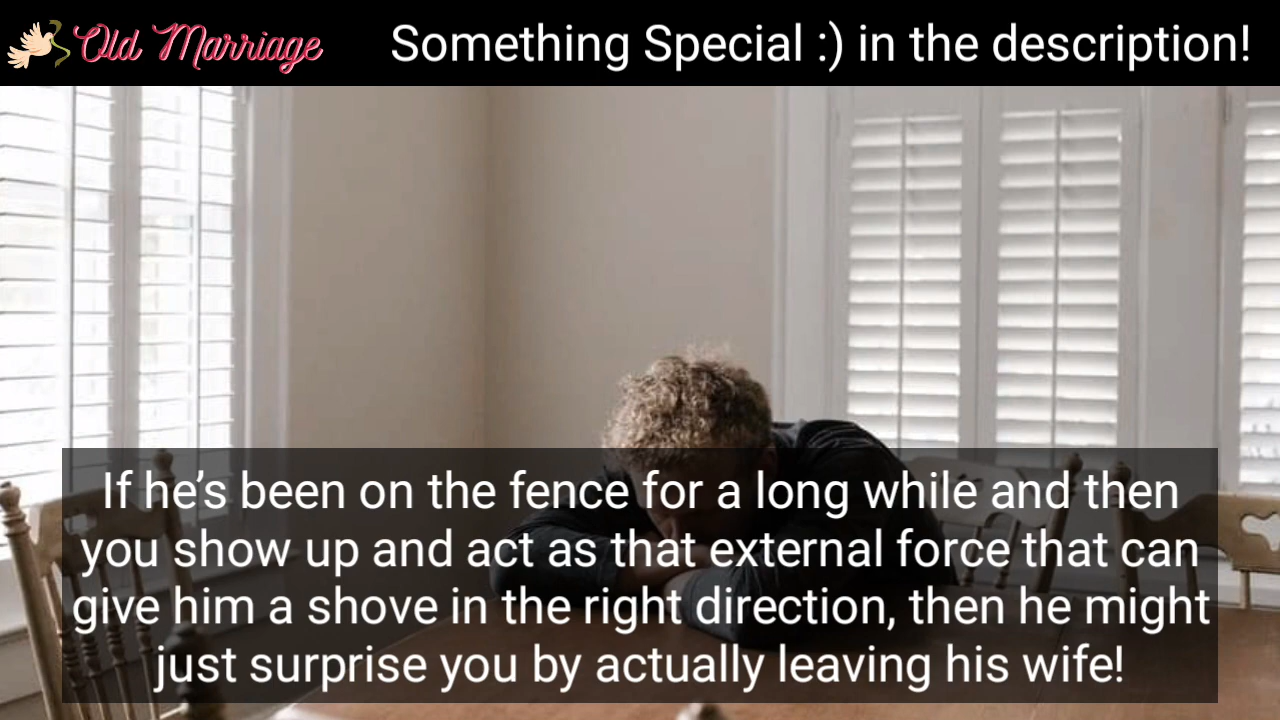 Old Marriage
Something Special :) in the description!
If he’s been on the fence for a long while and then
you show up and act as that external force that can
give him a shove in the right direction, then he might
just surprise you by actually leaving his wife!